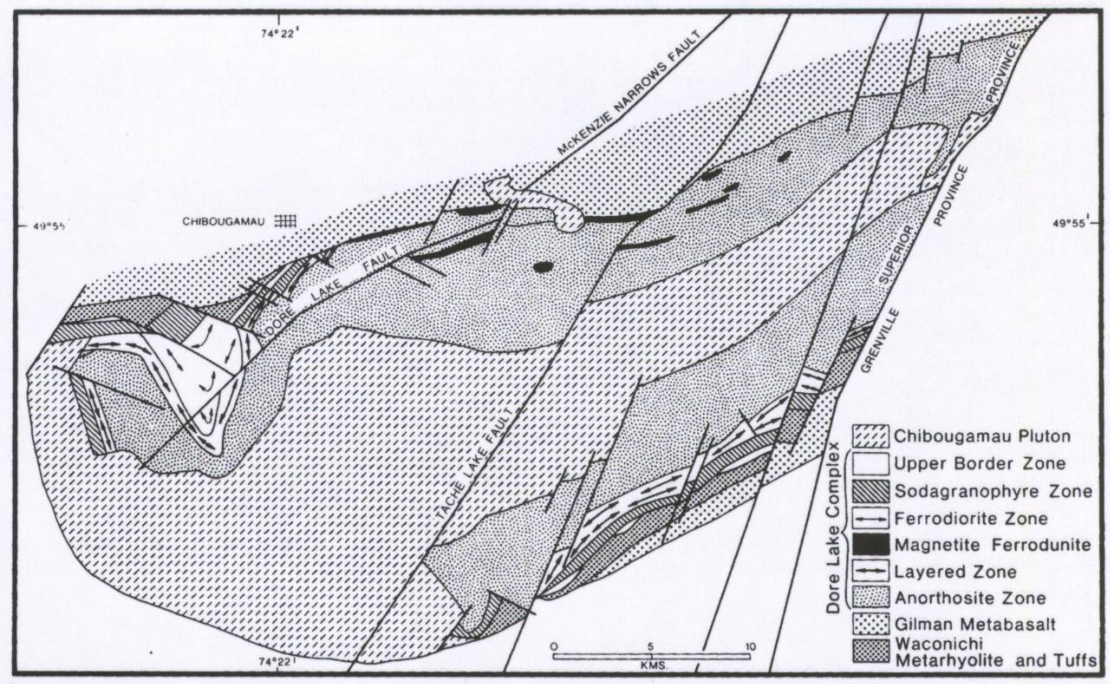 74° 22'
McKENZIE NARROWS FAULT
PROVINCE
CHIBOUGAMAU
49° 55'
49° 55'
DORE LAKE FAULT
SUPERIOR PROVINCE
GRENVILLE
TACHE LAKE FAUL
Dore Lake Complex
Chibougamau Pluton
Upper Border Zone
Sodagranophyre Zone
Ferrodiorite Zone
Magnetite Ferrodunite
Layered Zone
Anorthosite Zone
Gilman Metabasalt
Waconichi
Metarhyolite and Tuffs
0 5 10
KMS.
74° 22'